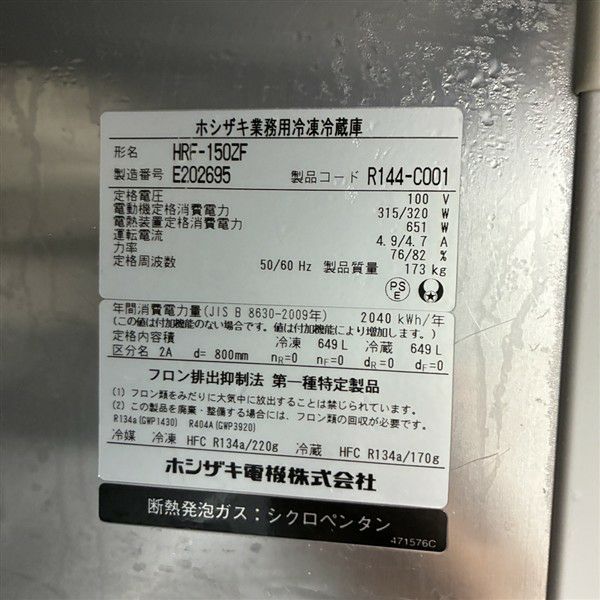 ホシザキ業務用冷凍冷蔵庫
形名 HRF-150ZF
製造番号 E202695 製品コード R144-C001
定格電圧 100 V
電動機定格消費電力 315/320 W
電熱装置定格消費電力 651 W
運転電流 4.9/4.7 A
力率 76/82 %
定格周波数 50/60 Hz 製品質量 173 kg
PS E
年間消費電力量(JIS B 8630-2009年) 2040 kWh/年
(この値は付加機能のない場合です。値は付加機能により増加します。)
定格内容積 冷凍 649 L 冷蔵 649 L
区分名 2A d= 800mm nR=0 nF=0 dR=0 dF=0
フロン排出抑制法 第一種特定製品
(1) フロン類をみだりに大気中に放出することは禁じられています。
(2) この製品を廃棄・整備する場合には、フロン類の回収が必要です。
R134a(GWP1430) R404A(GWP3920)
冷媒 冷凍 HFC R134a/220g 冷蔵 HFC R134a/170g
ホシザキ電機株式会社
断熱発泡ガス：シクロペンタン
471576C